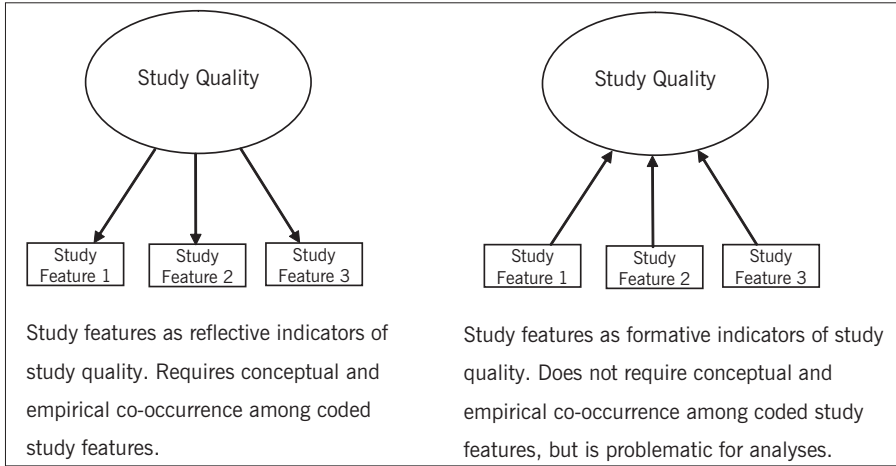 Study Quality
Study
Feature 1
Study
Feature 2
Study
Feature 3
Study features as reflective indicators of
study quality. Requires conceptual and
empirical co-occurrence among coded
study features.
Study Quality
Study
Feature 1
Study
Feature 2
Study
Feature 3
Study features as formative indicators of study
quality. Does not require conceptual and
empirical co-occurrence among coded study
features, but is problematic for analyses.